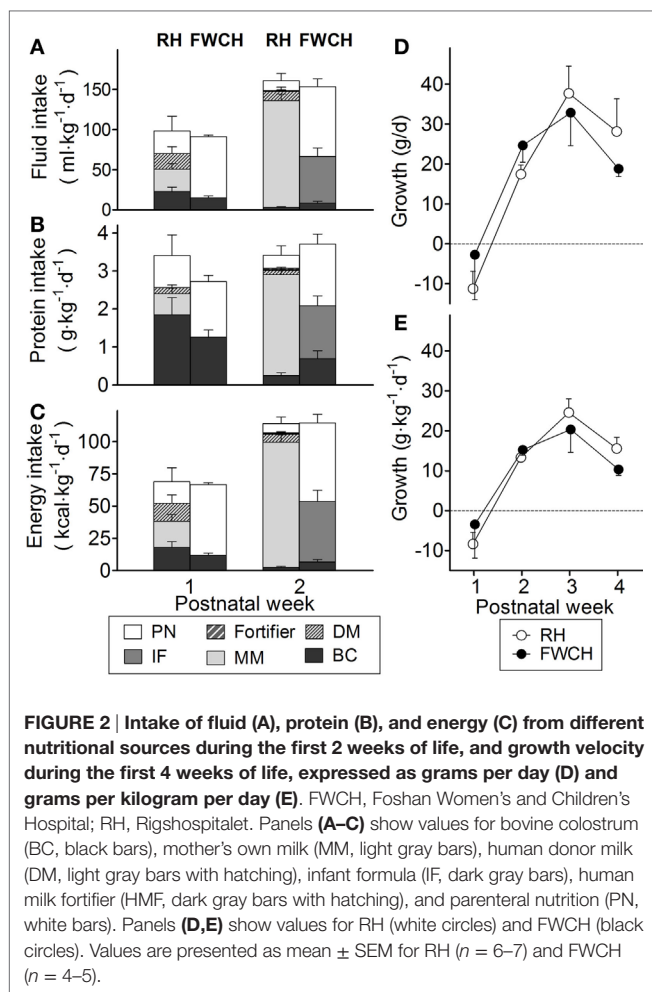 A
RH FWCH RH FWCH
Fluid intake
( ml·kg⁻¹·d⁻¹)
150
100
50
0
B
Protein intake
( g·kg⁻¹·d⁻¹)
4
3
2
1
0
C
Energy intake
( kcal·kg⁻¹·d⁻¹)
100
75
50
25
0
1 2
Postnatal week
PN Fortifier DM
IF MM BC
D
Growth (g/d)
40
30
20
10
0
-10
E
Growth (g·kg⁻¹·d⁻¹)
40
30
20
10
0
-10
1 2 3 4
Postnatal week
RH
FWCH
FIGURE 2 | Intake of fluid (A), protein (B), and energy (C) from different
nutritional sources during the first 2 weeks of life, and growth velocity
during the first 4 weeks of life, expressed as grams per day (D) and
grams per kilogram per day (E). FWCH, Foshan Women's and Children's
Hospital; RH, Rigshospitalet. Panels (A–C) show values for bovine colostrum
(BC, black bars), mother's own milk (MM, light gray bars), human donor milk
(DM, light gray bars with hatching), infant formula (IF, dark gray bars), human
milk fortifier (HMF, dark gray bars with hatching), and parenteral nutrition (PN,
white bars). Panels (D,E) show values for RH (white circles) and FWCH (black
circles). Values are presented as mean ± SEM for RH (n = 6–7) and FWCH
(n = 4–5).